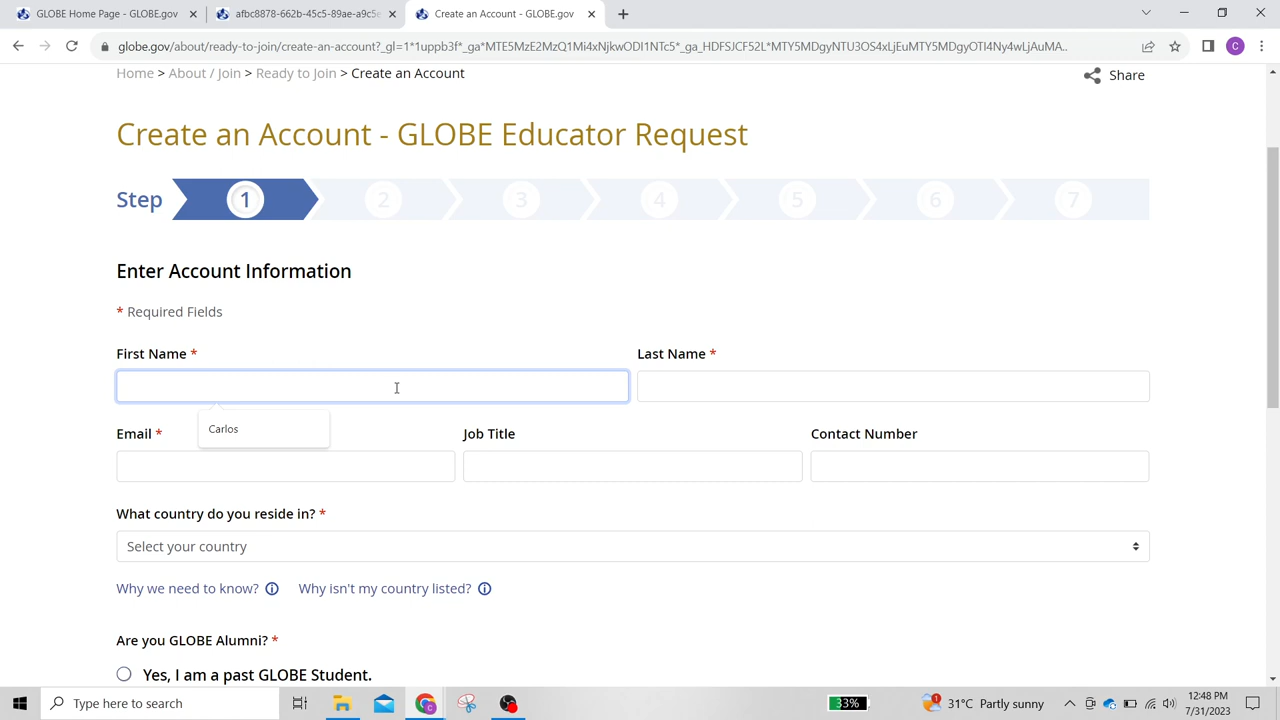 GLOBE Home Page - GLOBE.gov
afbc8878-662b-45c5-89ae-a9c5e
Create an Account - GLOBE.gov
globe.gov/about/ready-to-join/create-an-account?_gl=1*1uppb3f*_ga*MTE5MzE2MzQ1Mi4xNjkwODI1NTc5*_ga_HDFSJCF52L*MTY5MDgyNTU3OS4xLjEuMTY5MDgyOTI4Ny4wLjAuMA..
C
Home > About / Join > Ready to Join > Create an Account
Share
Create an Account - GLOBE Educator Request
Step 1 2 3 4 5 6 7
Enter Account Information
* Required Fields
First Name * Last Name *
Carlos
Email * Job Title Contact Number
What country do you reside in? *
Select your country
Why we need to know? Why isn't my country listed?
Are you GLOBE Alumni? *
Yes, I am a past GLOBE Student.
Type here to search
33%
31°C Partly sunny
12:48 PM
7/31/2023